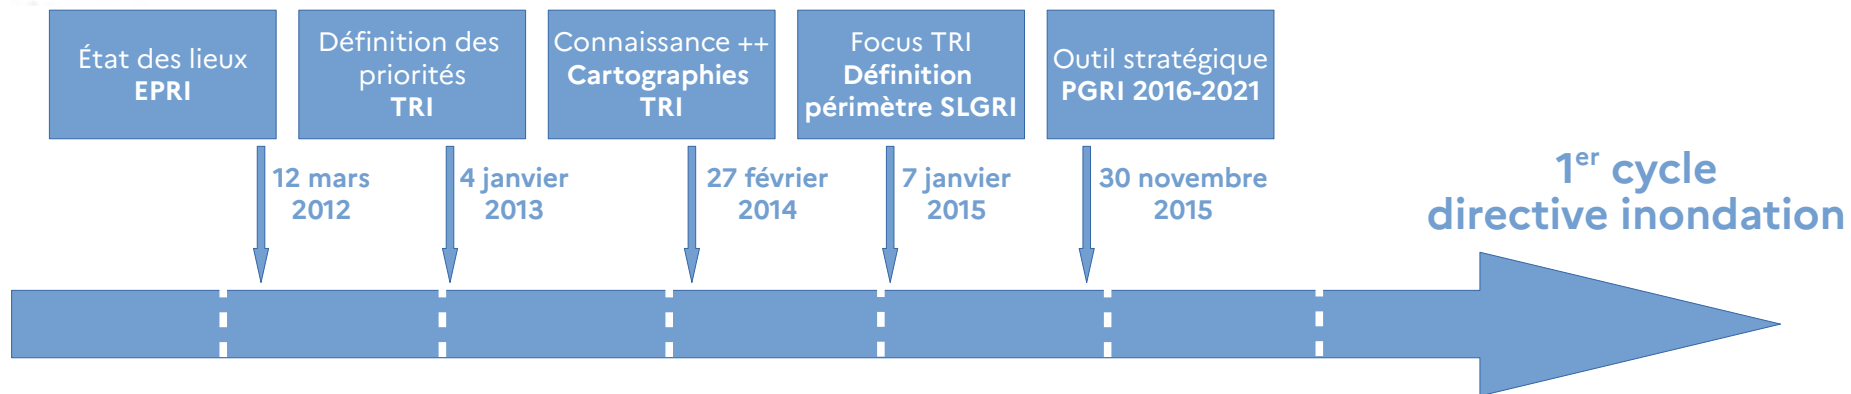 État des lieux
EPRI
Définition des
priorités
TRI
Connaissance ++
Cartographies
TRI
Focus TRI
Définition
périmètre SLGRI
Outil stratégique
PGRI 2016-2021
12 mars
2012
4 janvier
2013
27 février
2014
7 janvier
2015
30 novembre
2015
1er cycle
directive inondation